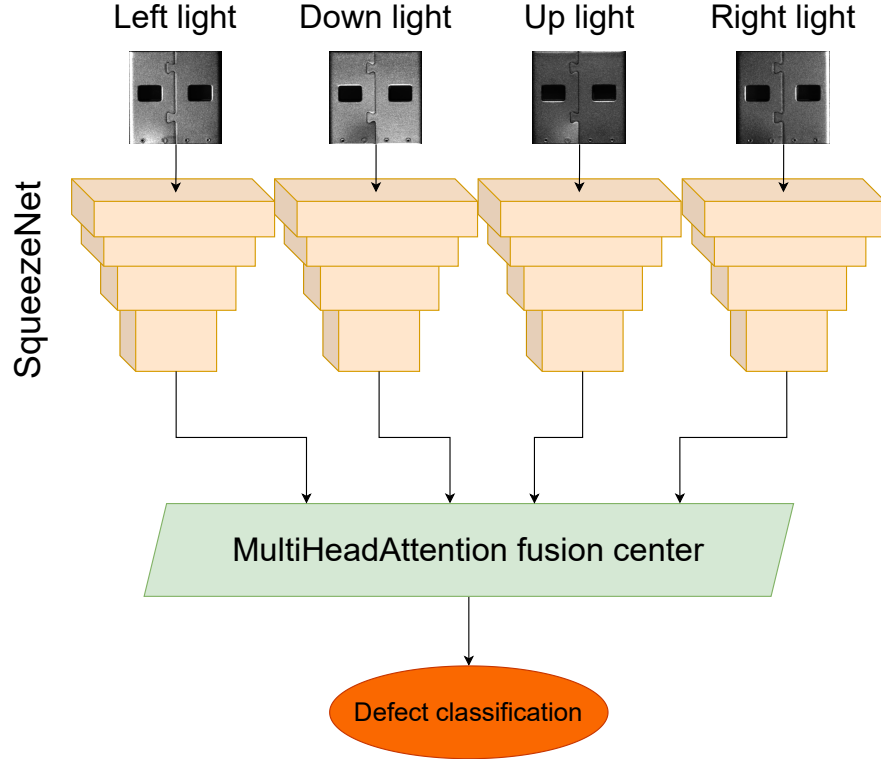 Left light
Down light
Up light
Right light
SqueezeNet
MultiHeadAttention fusion center
Defect classification